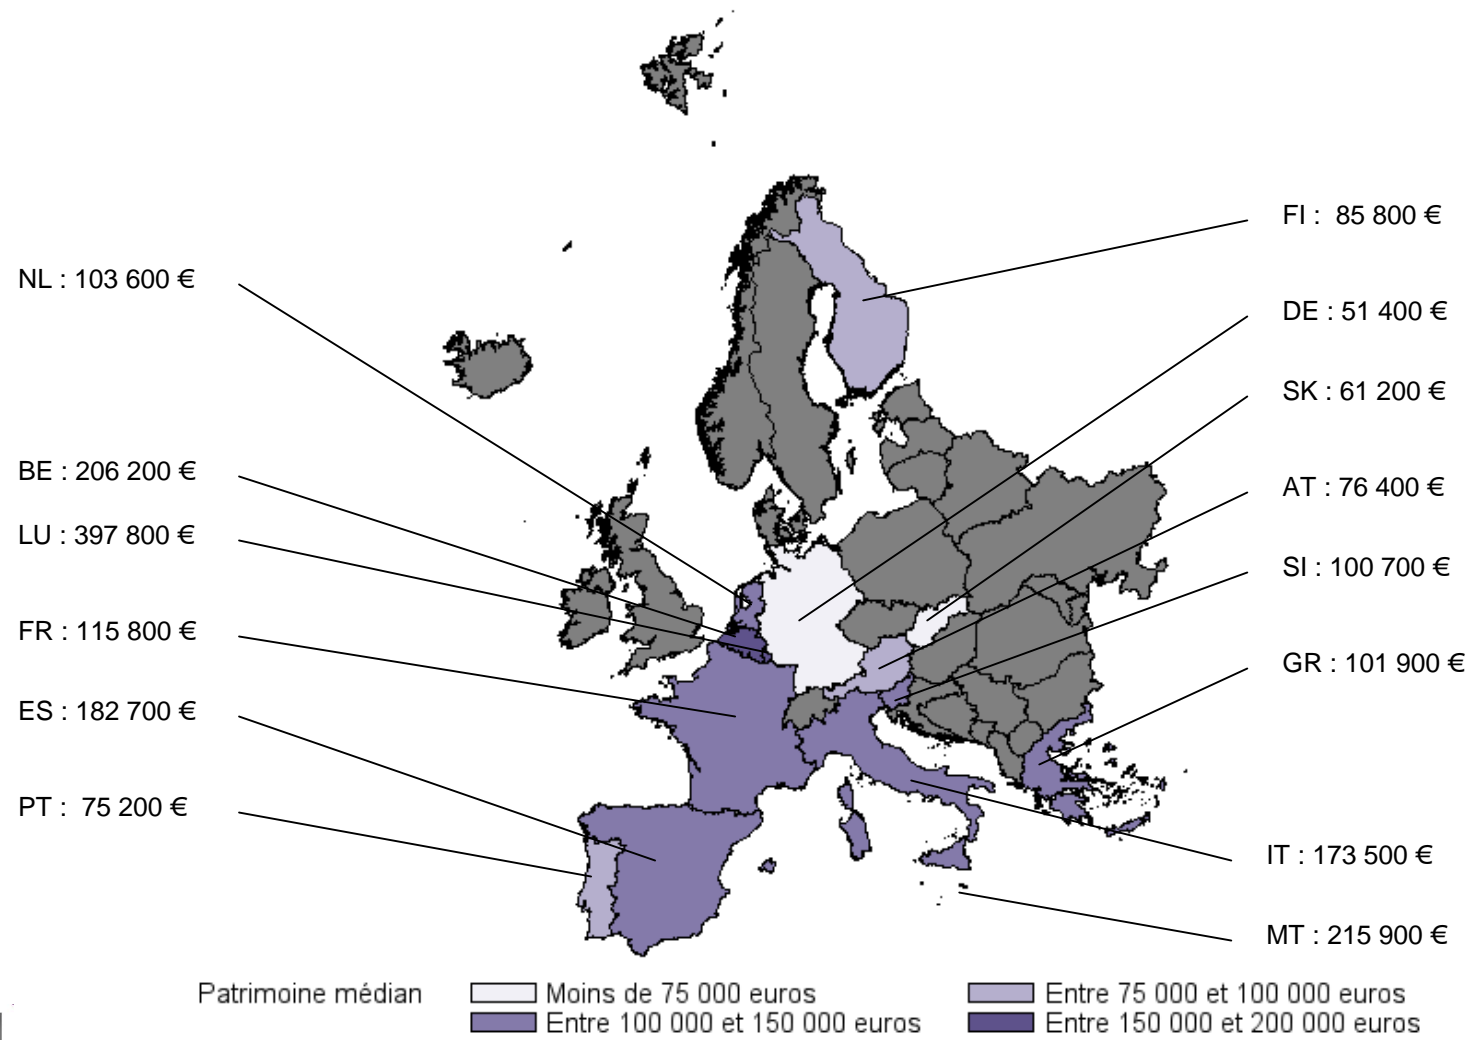 NL : 103 600 €
BE : 206 200 €
LU : 397 800 €
FR : 115 800 €
ES : 182 700 €
PT : 75 200 €
FI : 85 800 €
DE : 51 400 €
SK : 61 200 €
AT : 76 400 €
SI : 100 700 €
GR : 101 900 €
IT : 173 500 €
MT : 215 900 €
Patrimoine médian
Moins de 75 000 euros
Entre 75 000 et 100 000 euros
Entre 100 000 et 150 000 euros
Entre 150 000 et 200 000 euros